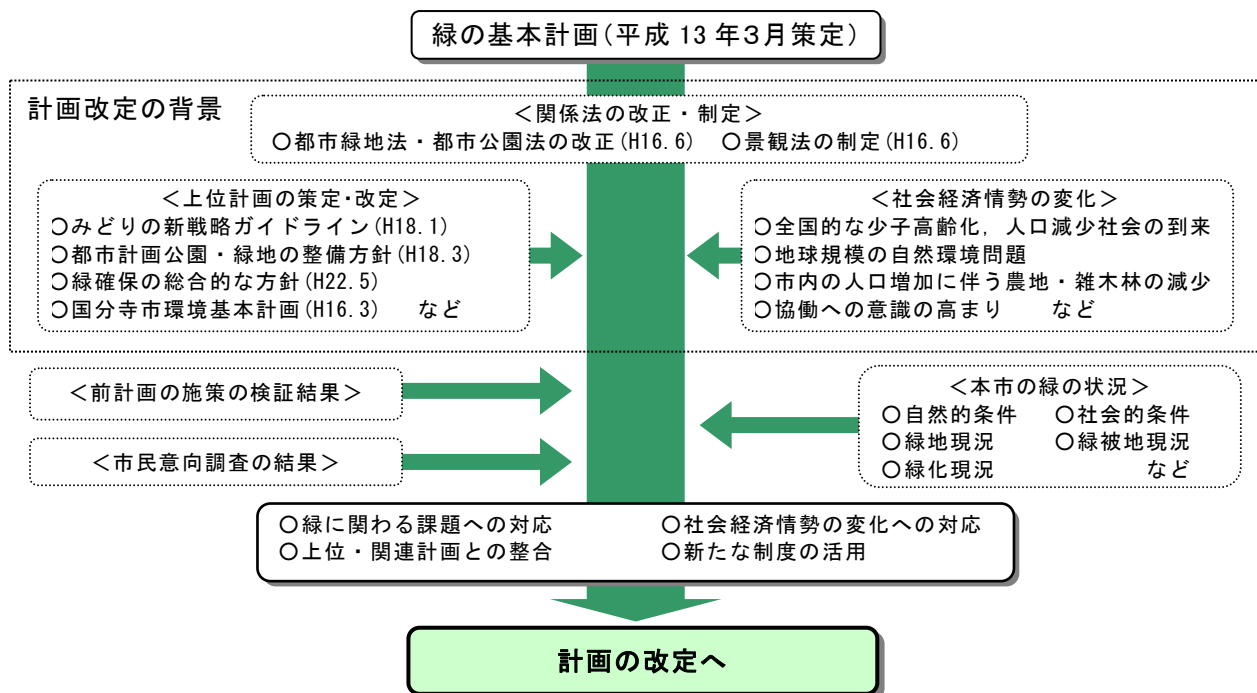 緑の基本計画(平成 13 年3月策定)
計画改定の背景
＜関係法の改正・制定＞
○都市緑地法・都市公園法の改正(H16.6) ○景観法の制定(H16.6)
＜上位計画の策定･改定＞
○みどりの新戦略ガイドライン(H18.1)
○都市計画公園・緑地の整備方針(H18.3)
○緑確保の総合的な方針(H22.5)
○国分寺市環境基本計画(H16.3) など
＜社会経済情勢の変化＞
○全国的な少子高齢化，人口減少社会の到来
○地球規模の自然環境問題
○市内の人口増加に伴う農地・雑木林の減少
○協働への意識の高まり など
＜前計画の施策の検証結果＞
＜市民意向調査の結果＞
＜本市の緑の状況＞
○自然的条件 ○社会的条件
○緑地現況 ○緑被地現況
○緑化現況 など
○緑に関わる課題への対応 ○社会経済情勢の変化への対応
○上位・関連計画との整合 ○新たな制度の活用
計画の改定へ